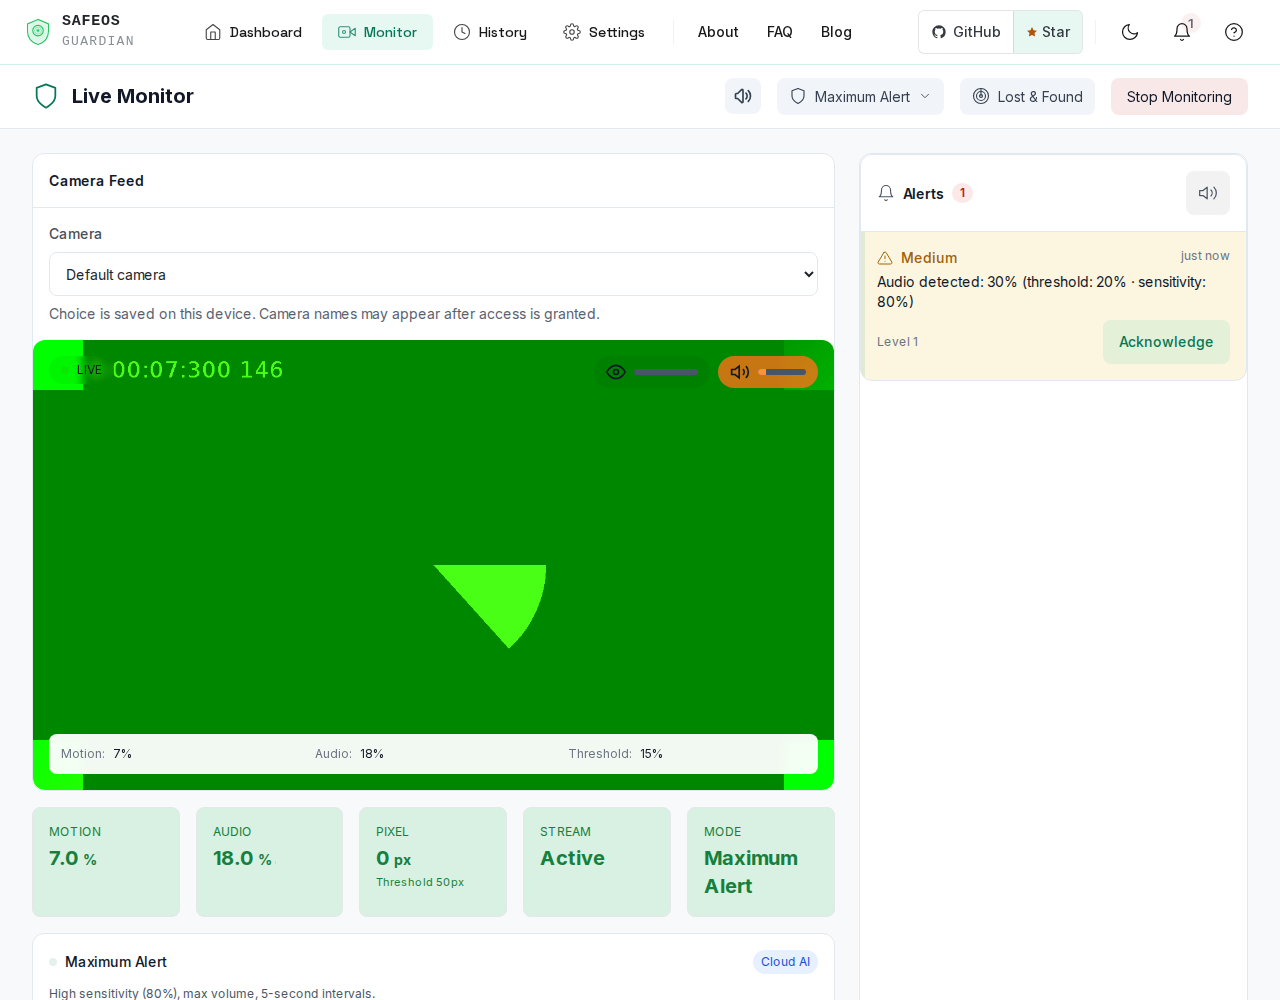 SAFEOS
GUARDIAN
Dashboard
Monitor
History
Settings
About
FAQ
Blog
GitHub
Star
1
Live Monitor
Maximum Alert
Lost & Found
Stop Monitoring
Camera Feed
Camera
Default camera
Choice is saved on this device. Camera names may appear after access is granted.
LIVE
00:07:300 146
Motion: 7%
Audio: 18%
Threshold: 15%
MOTION
7.0 %
AUDIO
18.0 %
PIXEL
0 px
Threshold 50px
STREAM
Active
MODE
Maximum
Alert
Maximum Alert
Cloud AI
High sensitivity (80%), max volume, 5-second intervals.
Alerts
1
Medium
just now
Audio detected: 30% (threshold: 20% · sensitivity:
80%)
Level 1
Acknowledge